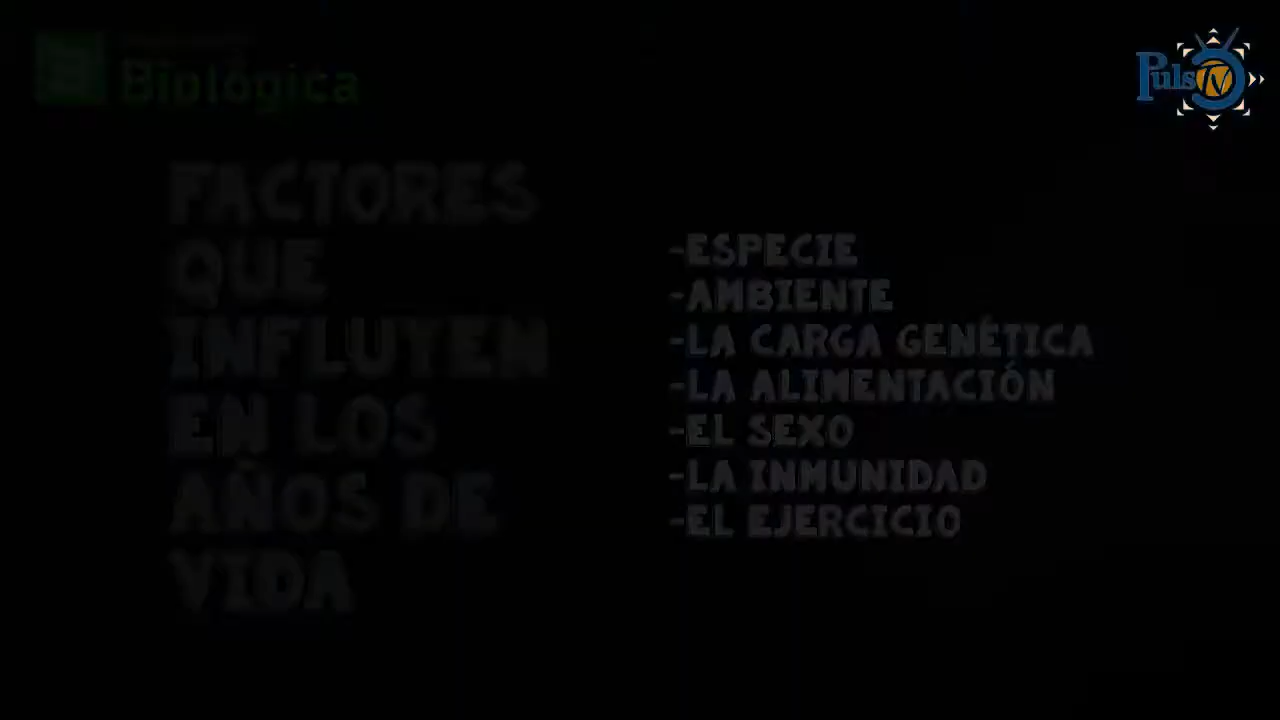 Biológica
PulsTV
FACTORES
QUE
INFLUYEN
EN LOS
AÑOS DE
VIDA
-ESPECIE
-AMBIENTE
-LA CARGA GENÉTICA
-LA ALIMENTACIÓN
-EL SEXO
-LA INMUNIDAD
-EL EJERCICIO